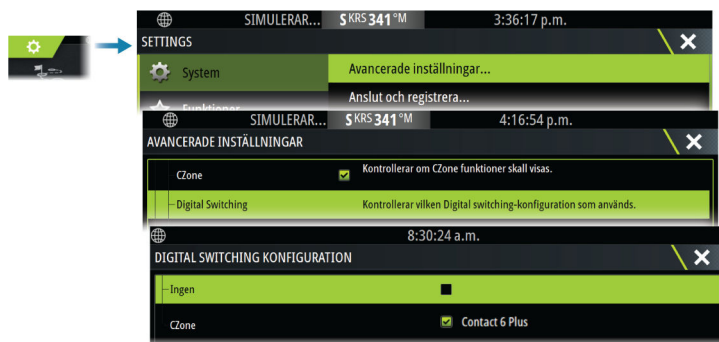 SIMULERAR... S KRS 341 °M 3:36:17 p.m.
SETTINGS
System Avancerade inställningar...
Funktioner Anslut och registrera...
SIMULERAR... S KRS 341 °M 4:16:54 p.m.
AVANCERADE INSTÄLLNINGAR
CZone Kontrollerar om CZone funktioner skall visas.
Digital Switching Kontrollerar vilken Digital switching-konfiguration som används.
8:30:24 a.m.
DIGITAL SWITCHING KONFIGURATION
Ingen
CZone Contact 6 Plus